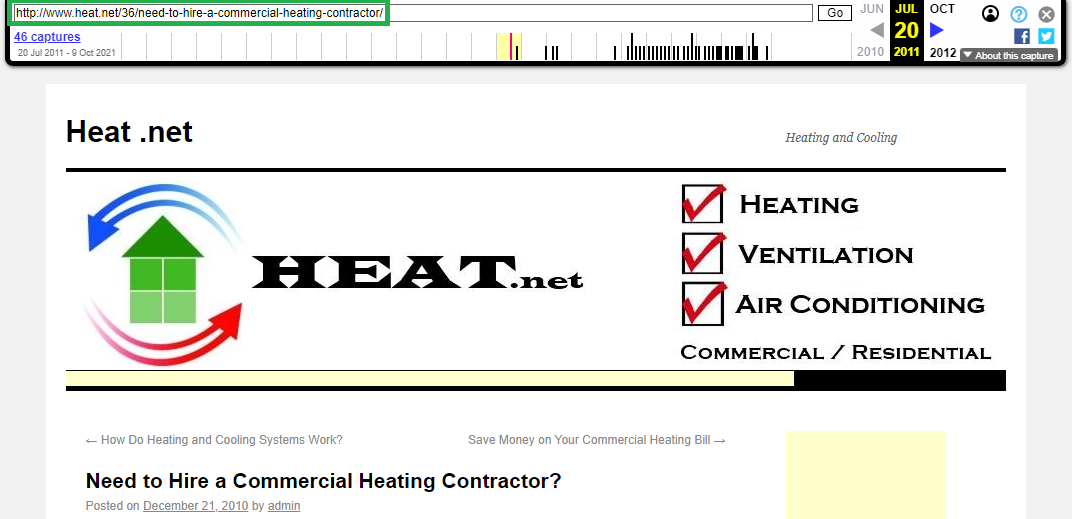 http://www.heat.net/36/need-to-hire-a-commercial-heating-contractor/ Go JUN JUL OCT
46 captures 20
20 Jul 2011 - 9 Oct 2021 2010 2011 2012 About this capture
Heat .net
Heating and Cooling
HEAT.net
HEATING
VENTILATION
AIR CONDITIONING
COMMERCIAL / RESIDENTIAL
← How Do Heating and Cooling Systems Work? Save Money on Your Commercial Heating Bill →
Need to Hire a Commercial Heating Contractor?
Posted on December 21, 2010 by admin